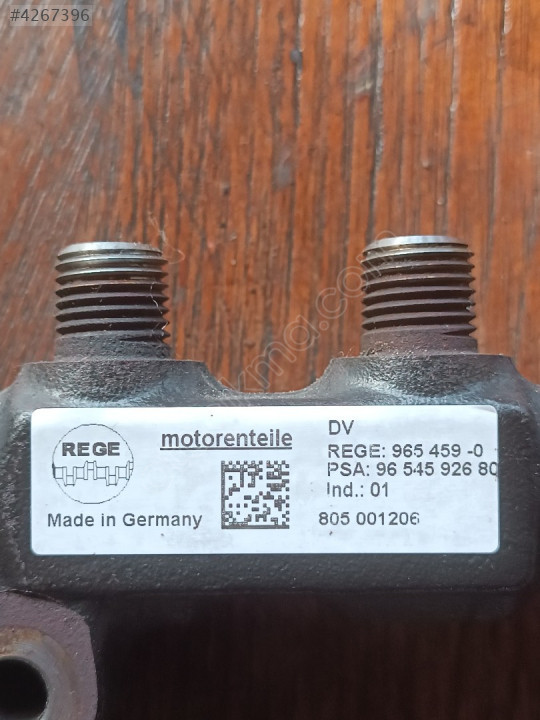 #4267396
REGE
motorenteile
Made in Germany
DV
REGE: 965 459 -0
PSA: 96 545 926 80
Ind.: 01
805 001206